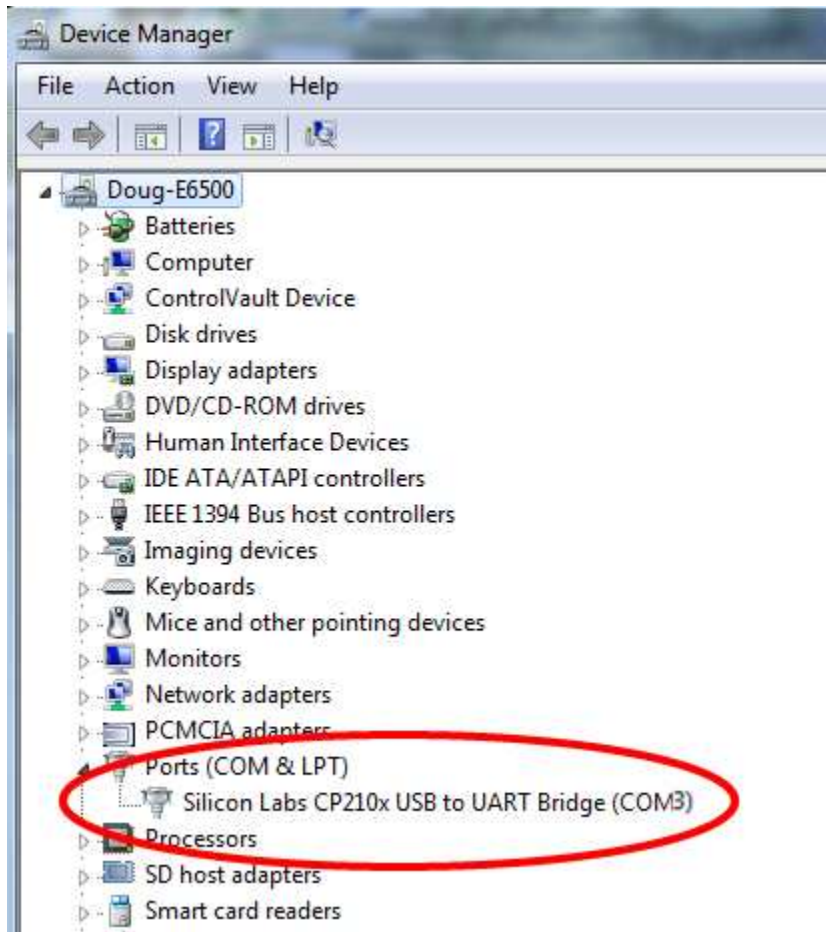 Device Manager
File Action View Help
Doug-E6500
Batteries
Computer
ControlVault Device
Disk drives
Display adapters
DVD/CD-ROM drives
Human Interface Devices
IDE ATA/ATAPI controllers
IEEE 1394 Bus host controllers
Imaging devices
Keyboards
Mice and other pointing devices
Monitors
Network adapters
PCMCIA adapters
Ports (COM & LPT)
Silicon Labs CP210x USB to UART Bridge (COM3)
Processors
SD host adapters
Smart card readers